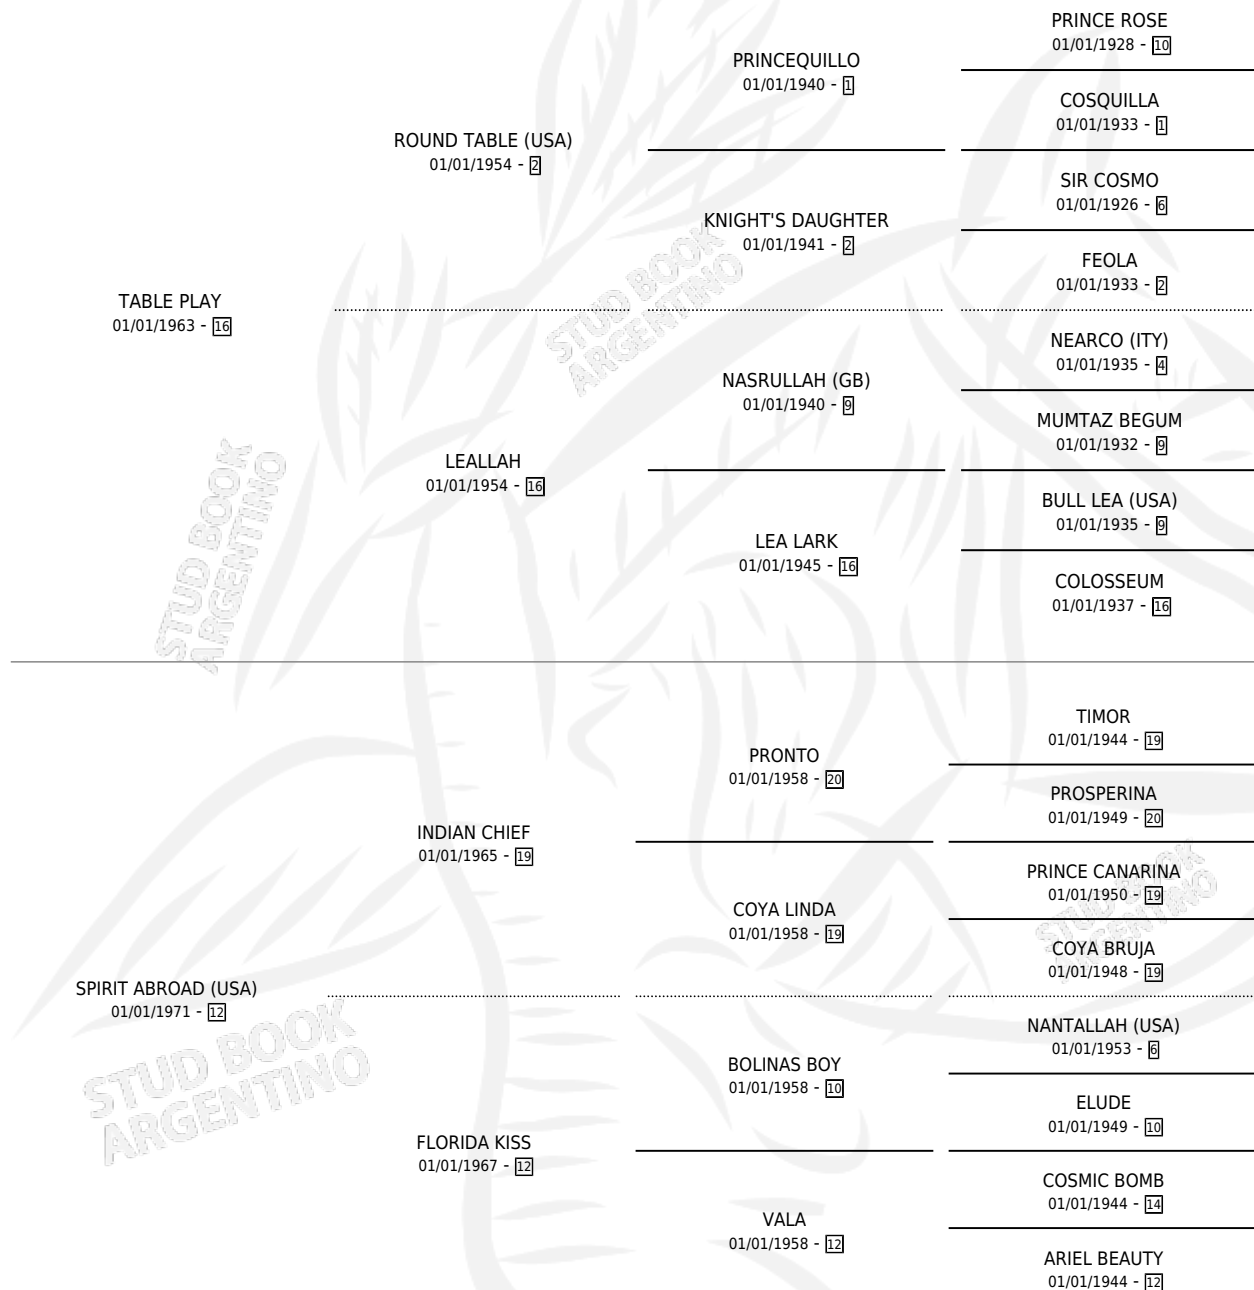 PRINCE ROSE
01/01/1928 - 10
PRINCEQUILLO
01/01/1940 - 1
COSQUILLA
01/01/1933 - 1
ROUND TABLE (USA)
01/01/1954 - 2
SIR COSMO
01/01/1926 - 6
KNIGHT'S DAUGHTER
01/01/1941 - 2
FEOLA
01/01/1933 - 2
TABLE PLAY
01/01/1963 - 16
STUD BOOK
ARGENTINO
NEARCO (ITY)
01/01/1935 - 4
NASRULLAH (GB)
01/01/1940 - 9
MUMTAZ BEGUM
01/01/1932 - 9
LEALLAH
01/01/1954 - 16
BULL LEA (USA)
01/01/1935 - 9
LEA LARK
01/01/1945 - 16
COLOSSEUM
01/01/1937 - 16
STUD BOOK
ARGENTINO
TIMOR
01/01/1944 - 19
PRONTO
01/01/1958 - 20
PROSPERINA
01/01/1949 - 20
INDIAN CHIEF
01/01/1965 - 19
PRINCE CANARINA
01/01/1950 - 19
COYA LINDA
01/01/1958 - 19
STUD BOOK
ARGENTINO
COYA BRUJA
01/01/1948 - 19
SPIRIT ABROAD (USA)
01/01/1971 - 12
NANTALLAH (USA)
01/01/1953 - 6
BOLINAS BOY
01/01/1958 - 10
STUD BOOK
ARGENTINO
ELUDE
01/01/1949 - 10
FLORIDA KISS
01/01/1967 - 12
COSMIC BOMB
01/01/1944 - 14
VALA
01/01/1958 - 12
ARIEL BEAUTY
01/01/1944 - 12